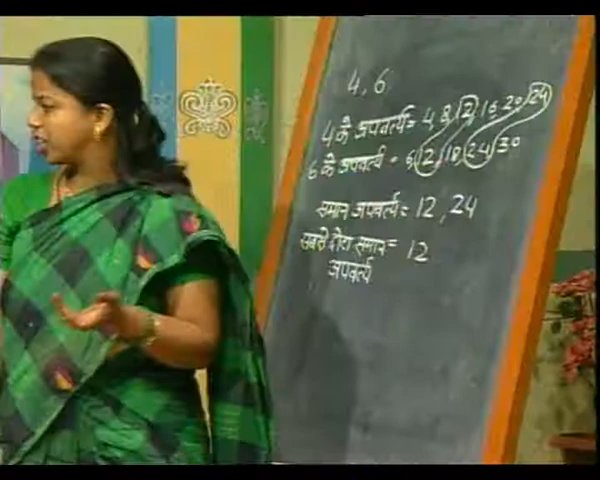 4, 6
4 के अपवर्त्य = 4, 8, 12, 16 20, 24
6 के अपवर्त्य = 6, 12, 18, 24, 30
समान अपवर्त्य = 12, 24
सबसे छोटा समान = 12
अपवर्त्य